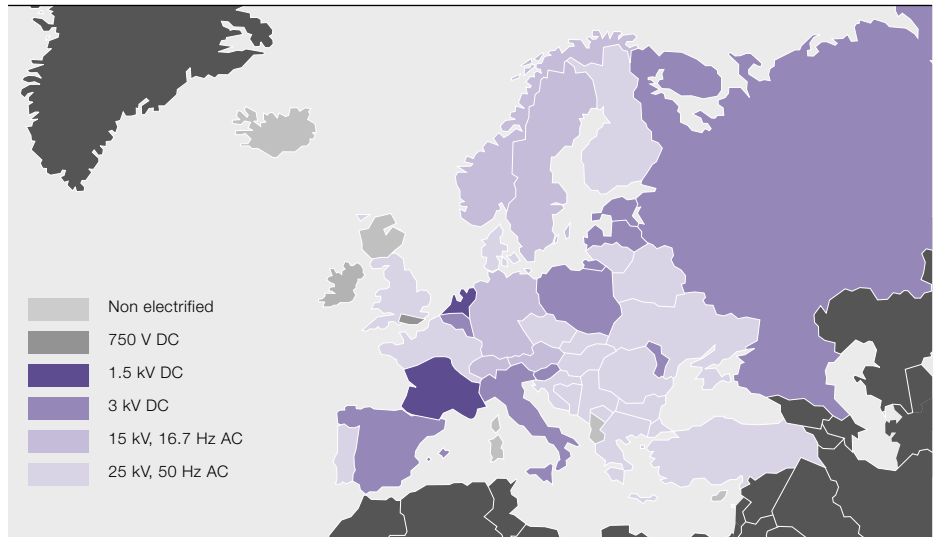 Non electrified
750 V DC
1.5 kV DC
3 kV DC
15 kV, 16.7 Hz AC
25 kV, 50 Hz AC